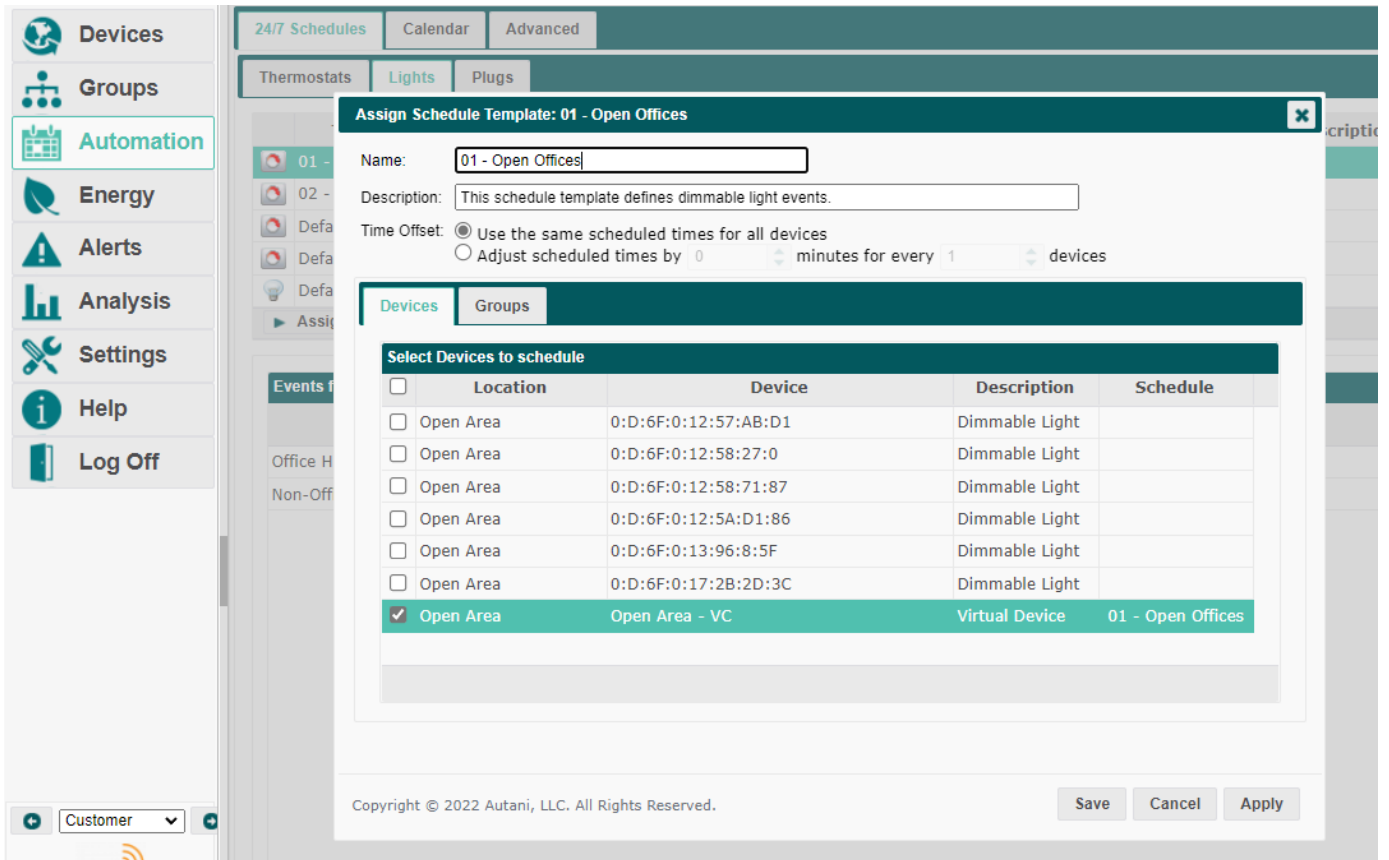 Devices
Groups
Automation
Energy
Alerts
Analysis
Settings
Help
Log Off
Customer
24/7 Schedules Calendar Advanced
Thermostats Lights Plugs
01 -
02 -
Events
Office
Assign Schedule Template: 01 - Open Offices
Name: 01 - Open Offices
Description: This schedule template defines dimmable light events.
Time Offset: Use the same scheduled times for all devices
Adjust scheduled times by 0 minutes for every 1 devices
Devices Groups
Select Devices to schedule
Location Device Description Schedule
Open Area 0:D:6F:0:12:57:AB:D1 Dimmable Light
Open Area 0:D:6F:0:12:58:27:0 Dimmable Light
Open Area 0:D:6F:0:12:58:71:87 Dimmable Light
Open Area 0:D:6F:0:12:5A:D1:86 Dimmable Light
Open Area 0:D:6F:0:13:96:8:5F Dimmable Light
Open Area 0:D:6F:0:17:2B:2D:3C Dimmable Light
Open Area Open Area - VC Virtual Device 01 - Open Offices
Copyright © 2022 Autani, LLC. All Rights Reserved.
Save Cancel Apply